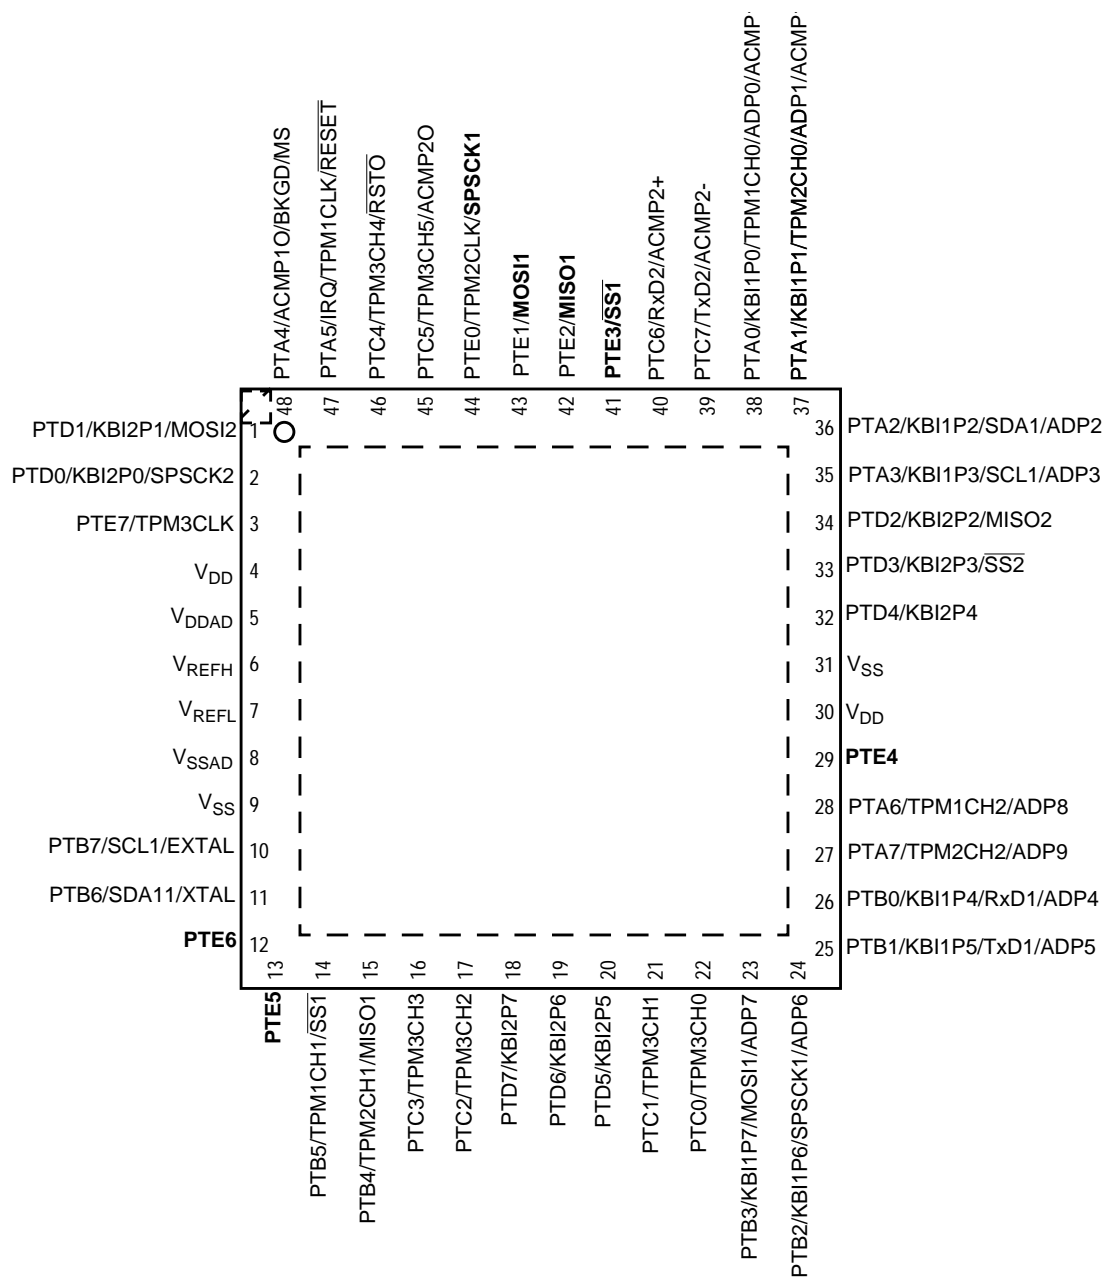 PTA4/ACMP1O/BKGD/MS
PTA5/IRQ/TPM1CLK/RESET
PTC4/TPM3CH4/RSTO
PTC5/TPM3CH5/ACMP2O
PTE0/TPM2CLK/SPSCK1
PTE1/MOSI1
PTE2/MISO1
PTE3/SS1
PTC6/RxD2/ACMP2+
PTC7/TxD2/ACMP2-
PTA0/KBI1P0/TPM1CH0/ADP0/ACMP
PTA1/KBI1P1/TPM2CH0/ADP1/ACMP
48
47
46
45
44
43
42
41
40
39
38
37
PTD1/KBI2P1/MOSI2 1
PTD0/KBI2P0/SPSCK2 2
PTE7/TPM3CLK 3
VDD 4
VDDAD 5
VREFH 6
VREFL 7
VSSAD 8
VSS 9
PTB7/SCL1/EXTAL 10
PTB6/SDA11/XTAL 11
PTE6 12
36 PTA2/KBI1P2/SDA1/ADP2
35 PTA3/KBI1P3/SCL1/ADP3
34 PTD2/KBI2P2/MISO2
33 PTD3/KBI2P3/SS2
32 PTD4/KBI2P4
31 VSS
30 VDD
29 PTE4
28 PTA6/TPM1CH2/ADP8
27 PTA7/TPM2CH2/ADP9
26 PTB0/KBI1P4/RxD1/ADP4
25 PTB1/KBI1P5/TxD1/ADP5
13
14
15
16
17
18
19
20
21
22
23
24
PTE5
PTB5/TPM1CH1/SS1
PTB4/TPM2CH1/MISO1
PTC3/TPM3CH3
PTC2/TPM3CH2
PTD7/KBI2P7
PTD6/KBI2P6
PTD5/KBI2P5
PTC1/TPM3CH1
PTC0/TPM3CH0
PTB3/KBI1P7/MOSI1/ADP7
PTB2/KBI1P6/SPSCK1/ADP6